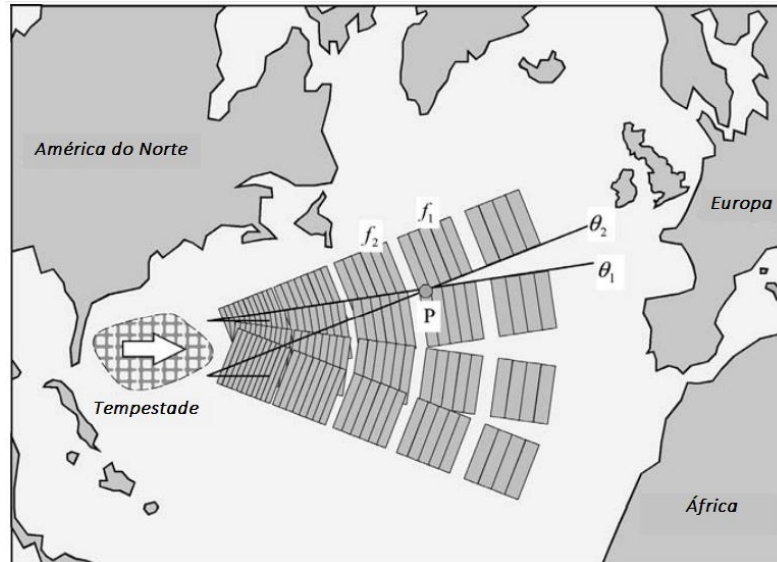 América do Norte
Europa
f₁
f₂
θ₂
θ₁
P
Tempestade
África